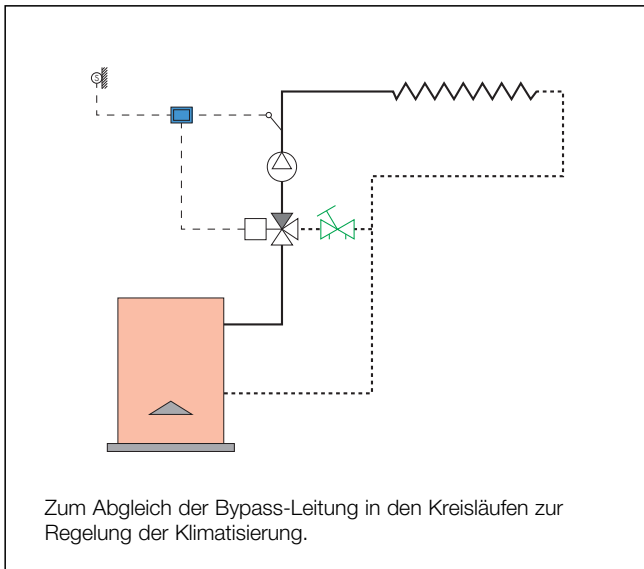 S
Zum Abgleich der Bypass-Leitung in den Kreisläufen zur
Regelung der Klimatisierung.